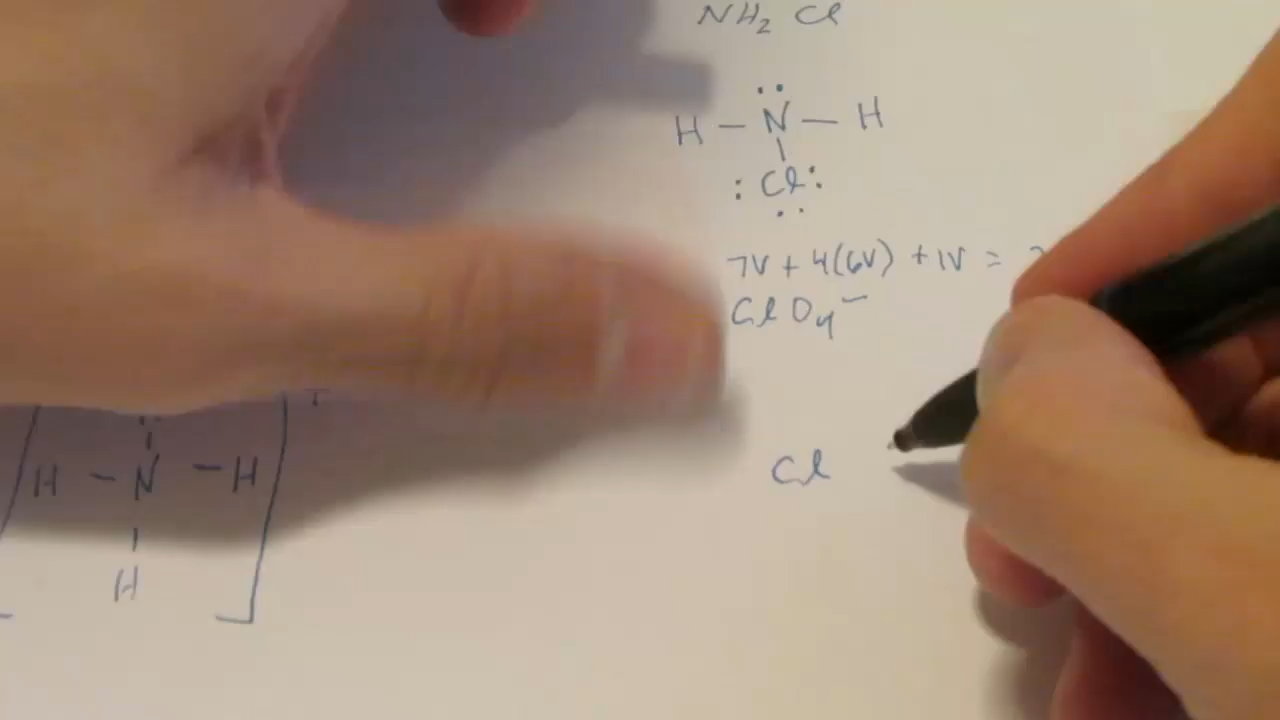 NH₂ Cl
H – N – H
:Cl:
7V + 4(6V) + 1V =
ClO₄⁻
Cl
H – N – H
H